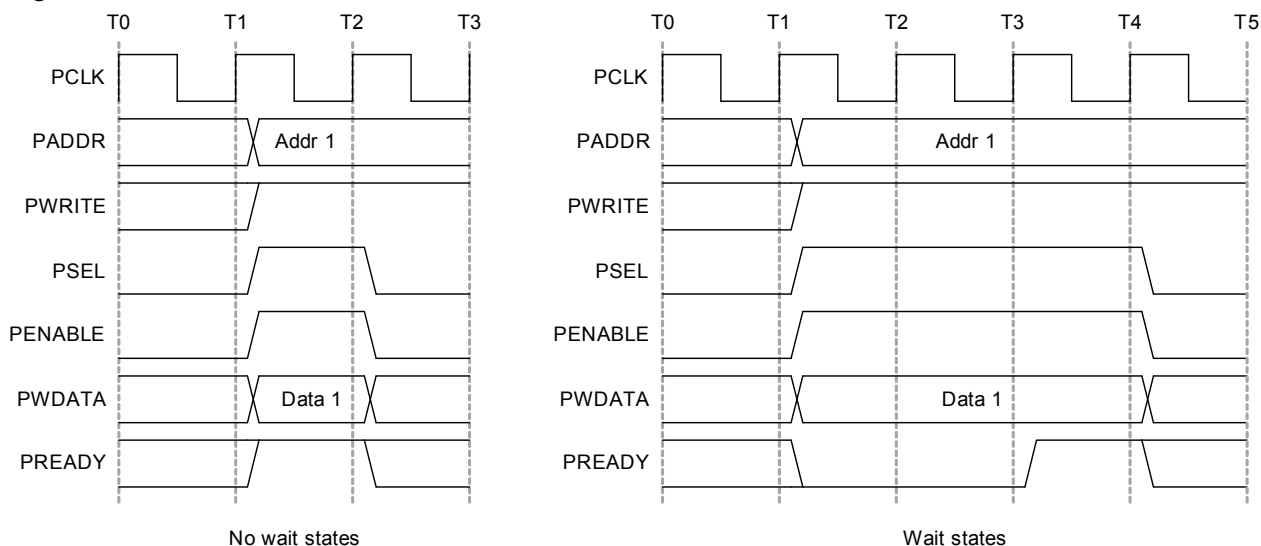 T0 T1 T2 T3
PCLK
PADDR Addr 1
PWRITE
PSEL
PENABLE
PWDATA Data 1
PREADY
No wait states
T0 T1 T2 T3 T4 T5
PCLK
PADDR Addr 1
PWRITE
PSEL
PENABLE
PWDATA Data 1
PREADY
Wait states